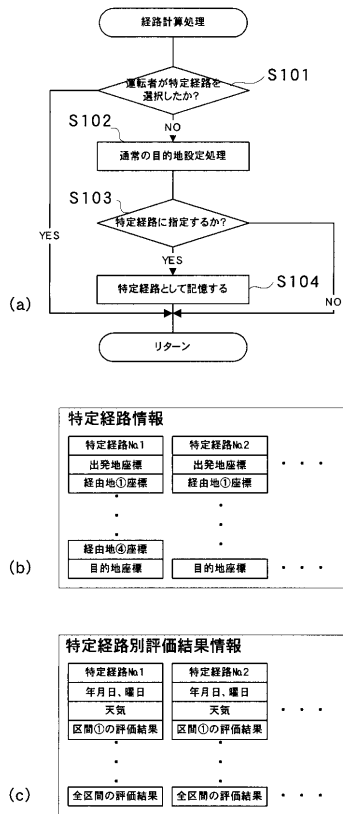 経路計算処理
運転者が特定経路を
選択したか?
S101
NO
S102
通常の目的地設定処理
S103
特定経路に指定するか?
YES
YES
特定経路として記憶する
S104
NO
(a)
リターン
特定経路情報
特定経路No.1
特定経路No.2
出発地座標
出発地座標
経由地①座標
経由地①座標
・・・
経由地④座標
目的地座標
目的地座標
・・・
(b)
特定経路別評価結果情報
特定経路No.1
特定経路No.2
年月日、曜日
年月日、曜日
天気
天気
・・・
区間①の評価結果
区間①の評価結果
全区間の評価結果
全区間の評価結果
・・・
(c)